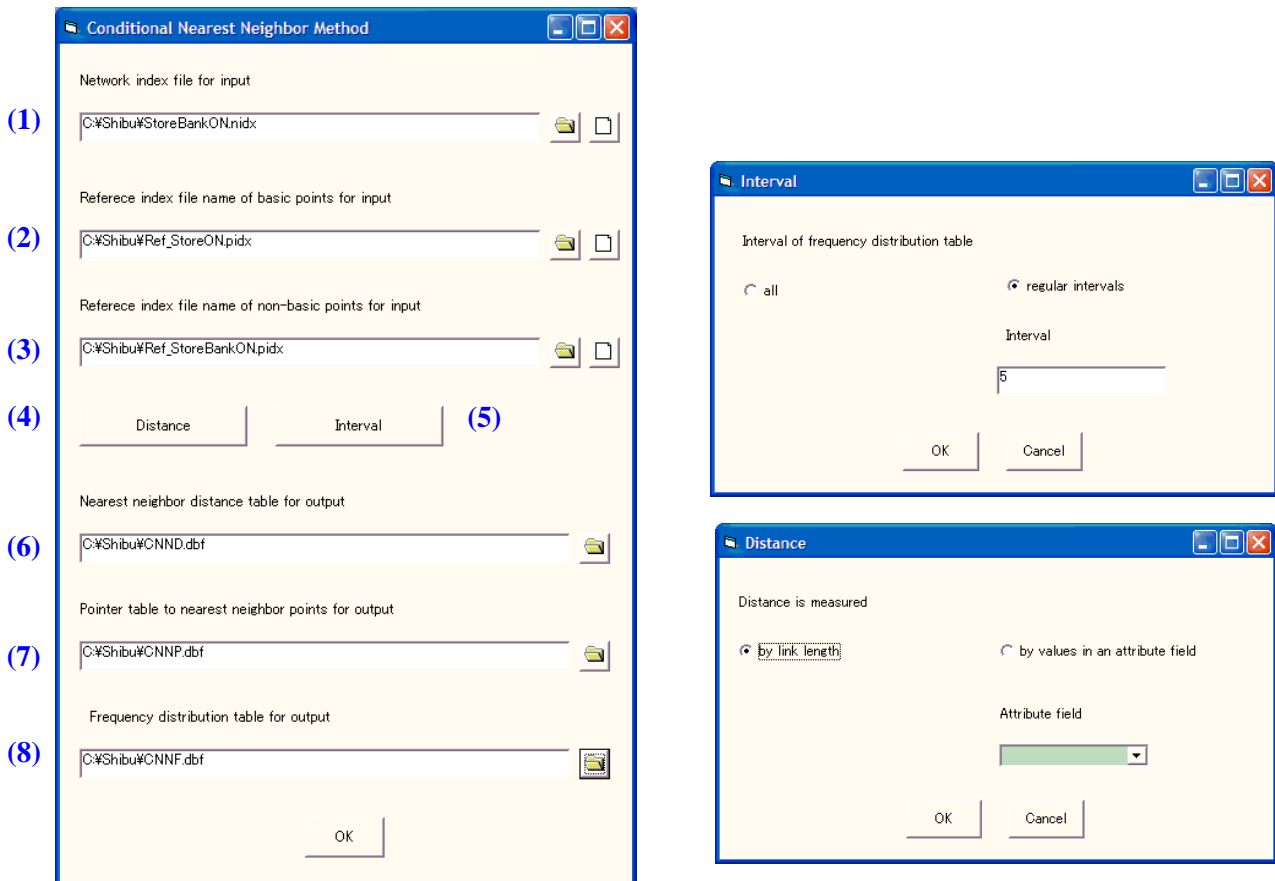 Conditional Nearest Neighbor Method
Network index file for input
(1)
C:¥Shibu¥StoreBankON.nidx
Referece index file name of basic points for input
(2)
C:¥Shibu¥Ref_StoreON.pidx
Referece index file name of non-basic points for input
(3)
C:¥Shibu¥Ref_StoreBankON.pidx
(4)
Distance
Interval
(5)
Nearest neighbor distance table for output
(6)
C:¥Shibu¥CNND.dbf
Pointer table to nearest neighbor points for output
(7)
C:¥Shibu¥CNNP.dbf
Frequency distribution table for output
(8)
C:¥Shibu¥CNNF.dbf
OK
Interval
Interval of frequency distribution table
all
regular intervals
Interval
5
OK
Cancel
Distance
Distance is measured
by link length
by values in an attribute field
Attribute field
OK
Cancel